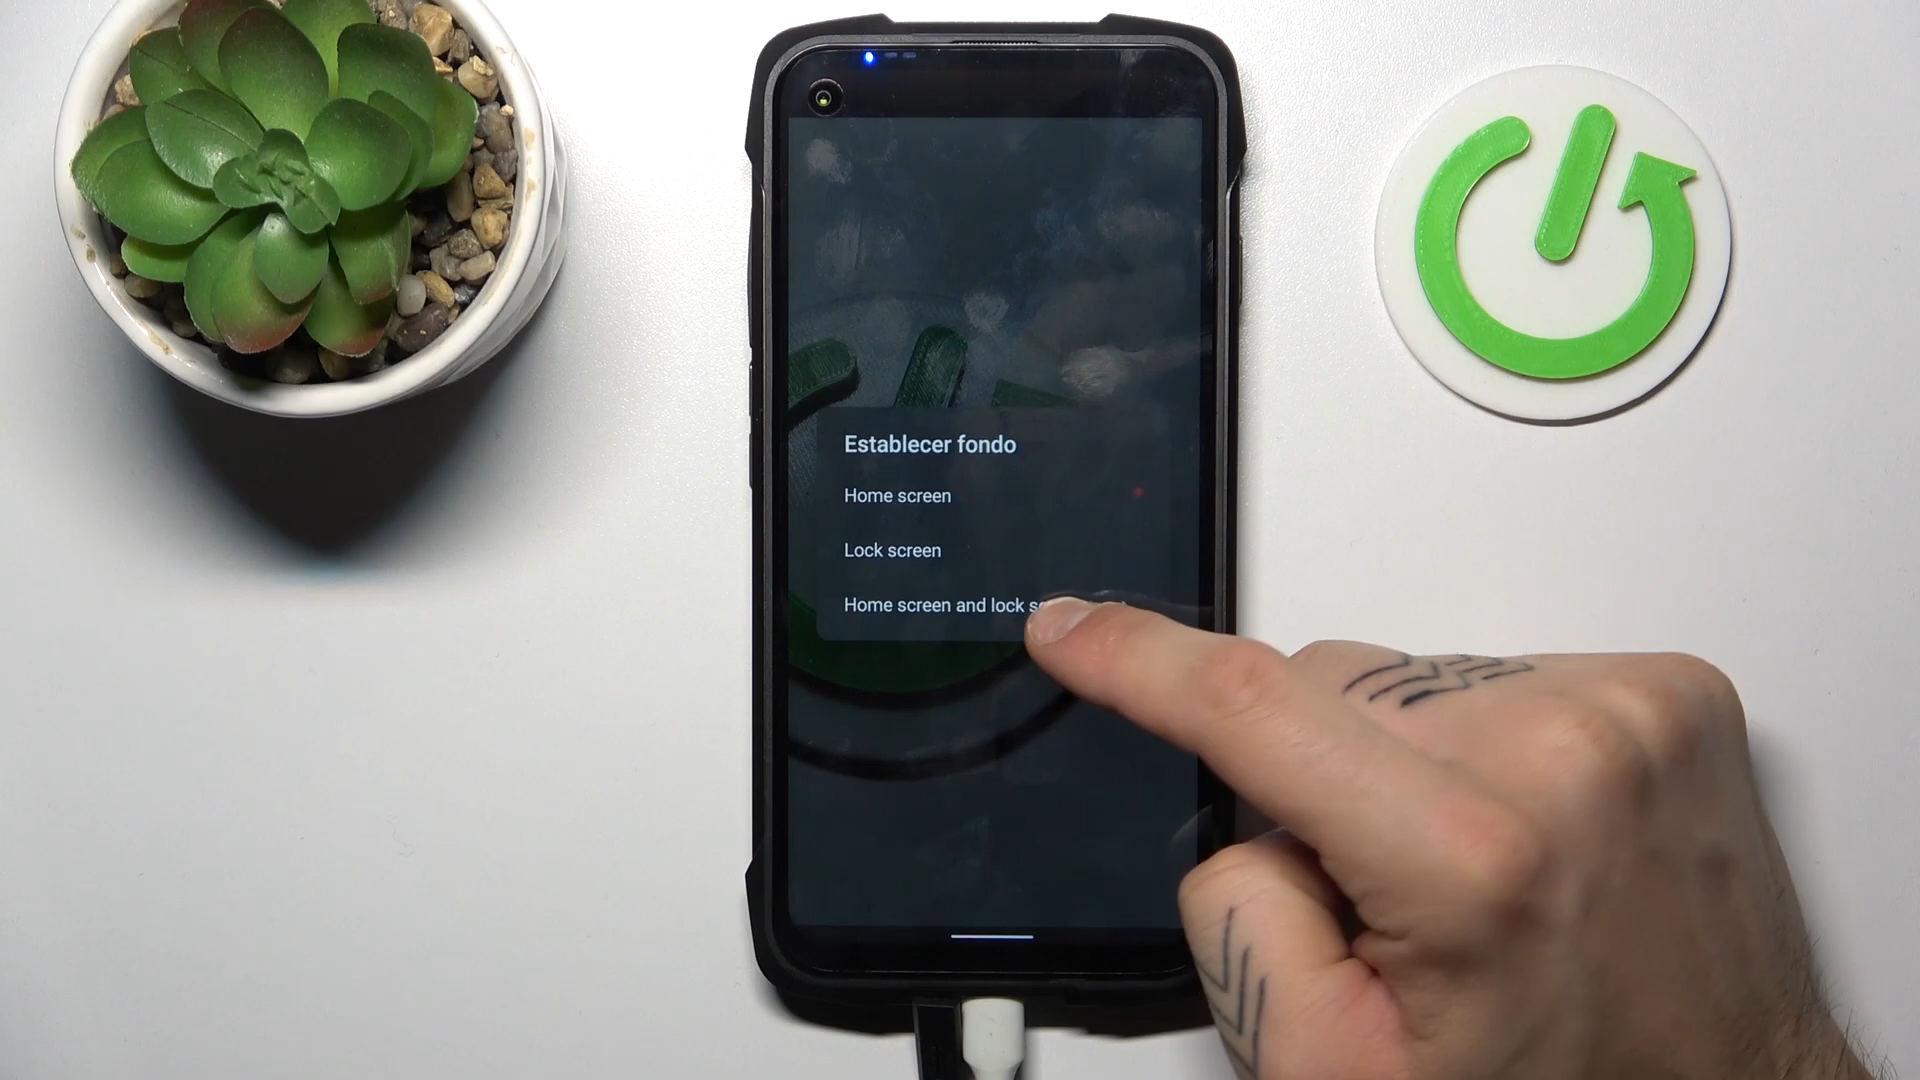 Establecer fondo
Home screen
Lock screen
Home screen and lock